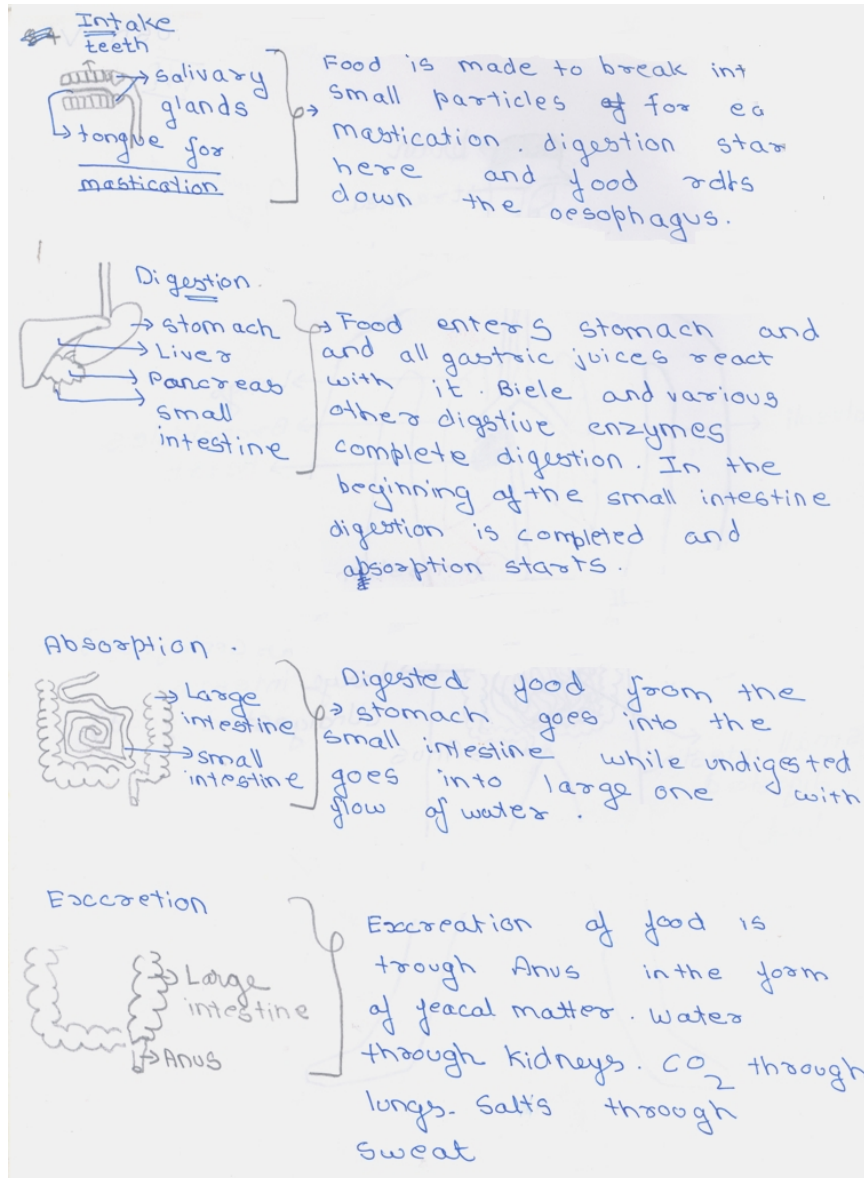 Intake
teeth
salivary
glands
tongue for
mastication
Food is made to break int
small particles for
mastication. digestion star
here and food
down the oesophagus.
Digestion.
stomach
Liver
Pancreas
small
intestine
Food enters stomach and
and all gastric juices react
with it. Biele and various
other digstive enzymes
complete digestion. In the
beginning of the small intestine
digestion is completed and
absorption starts.
Absorption.
Large
intestine
small
intestine
Digested food from the
stomach goes into the
small intestine while undigested
goes into large one with
flow of water.
Exccretion
Large
intestine
Anus
Excreation of food is
trough Anus in the form
of feacal matter. Water
through kidneys. CO2 through
lungs. Salts through
sweat